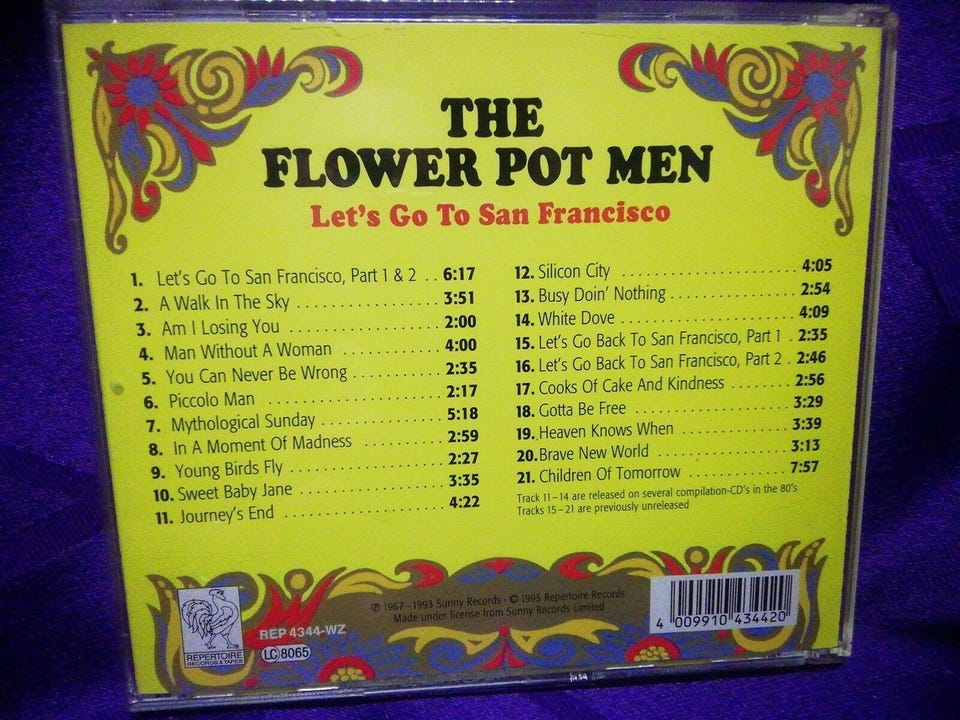 THE
FLOWER POT MEN
Let's Go To San Francisco
1. Let's Go To San Francisco, Part 1 & 2 .. 6:17
2. A Walk In The Sky ................ 3:51
3. Am I Losing You ................. 2:00
4. Man Without A Woman ........... 4:00
5. You Can Never Be Wrong .......... 2:35
6. Piccolo Man .................... 2:17
7. Mythological Sunday .............. 5:18
8. In A Moment Of Madness ......... 2:59
9. Young Birds Fly .................. 2:27
10. Sweet Baby Jane ................. 3:35
11. Journey's End ................... 4:22
12. Silicon City ..................... 4:05
13. Busy Doin' Nothing ............... 2:54
14. White Dove ..................... 4:09
15. Let's Go Back To San Francisco, Part 1 . 2:35
16. Let's Go Back To San Francisco, Part 2 . 2:46
17. Cooks Of Cake And Kindness ....... 2:56
18. Gotta Be Free ................... 3:29
19. Heaven Knows When ............. 3:39
20. Brave New World ................ 3:13
21. Children Of Tomorrow ............ 7:57
Track 11–14 are released on several compilation-CD's in the 80's
Tracks 15–21 are previously unreleased
℗ 1967–1993 Sunny Records · © 1993 Repertoire Records
Made under license from Sunny Records Limited
REPERTOIRE
RECORDS & TAPES
REP 4344-WZ
LC 8065
4 009910 434420